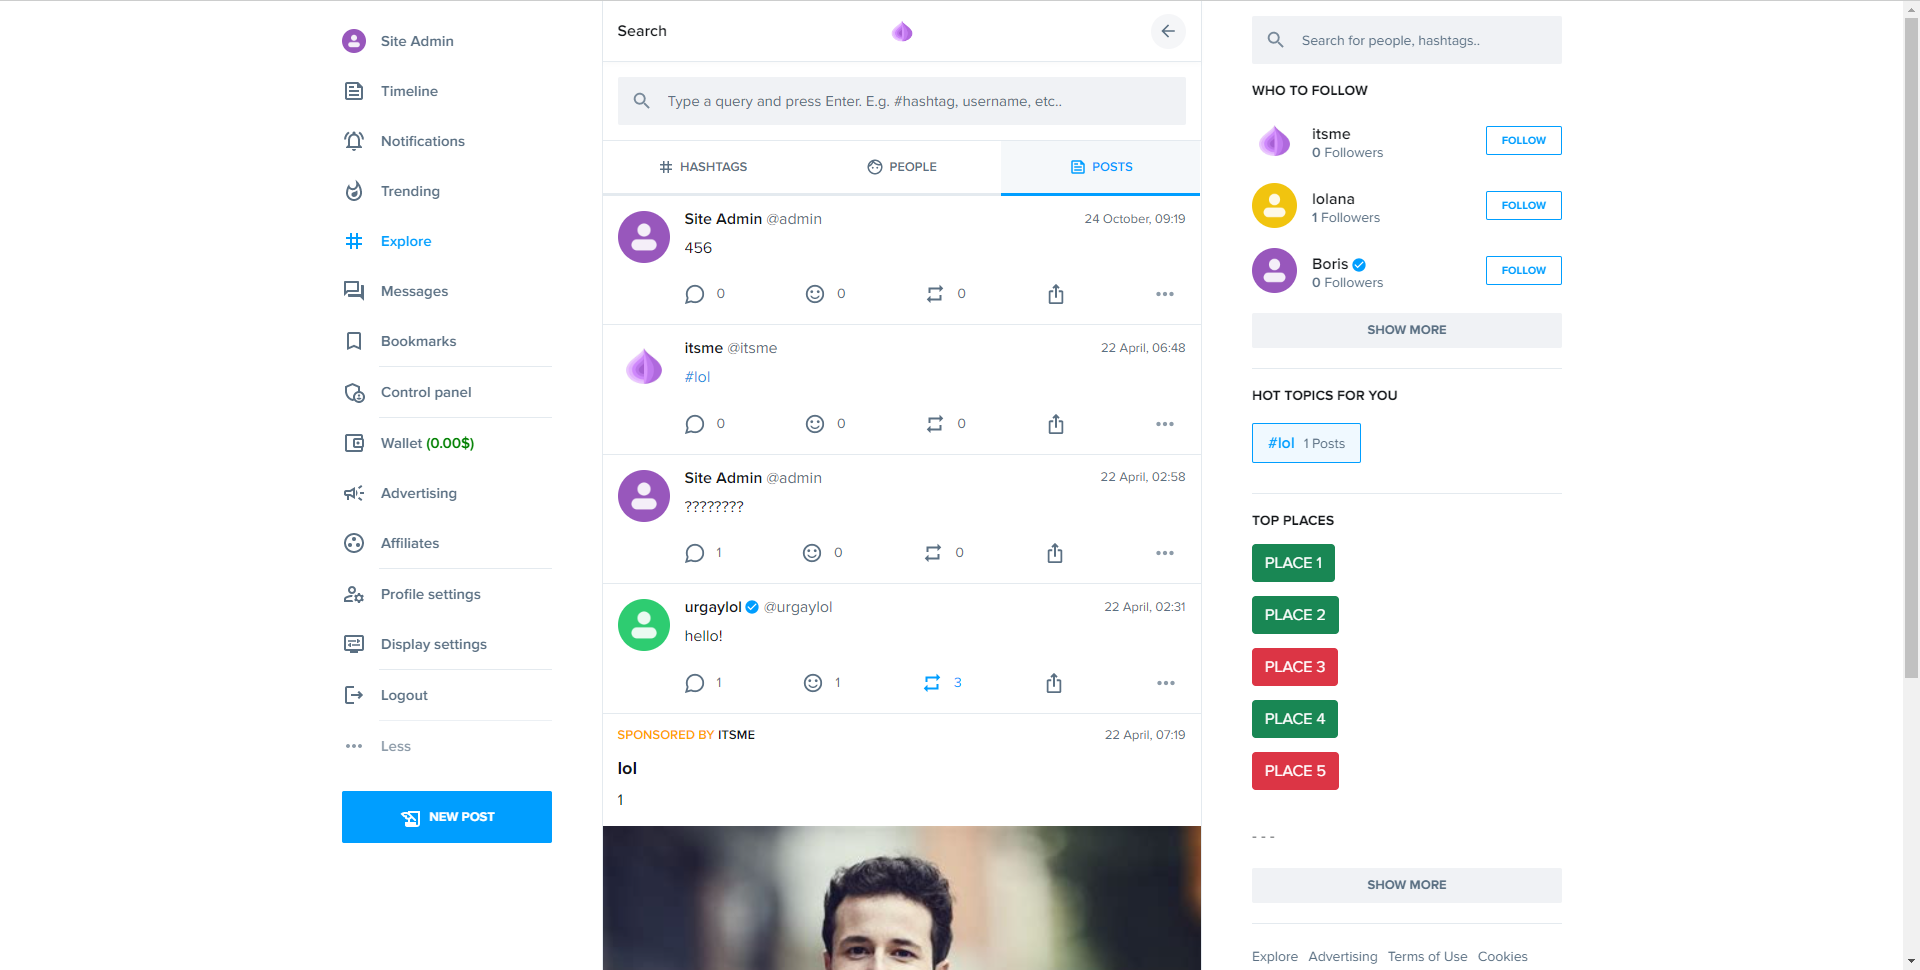 Site Admin
Timeline
Notifications
Trending
Explore
Messages
Bookmarks
Control panel
Wallet (0.00$)
Advertising
Affiliates
Profile settings
Display settings
Logout
Less
NEW POST
Search
Type a query and press Enter. E.g. #hashtag, username, etc..
HASHTAGS PEOPLE POSTS
Site Admin @admin 24 October, 09:19
456
0 0 0
itsme @itsme 22 April, 06:48
#lol
0 0 0
Site Admin @admin 22 April, 02:58
????????
1 0 0
urgaylol @urgaylol 22 April, 02:31
hello!
1 1 3
SPONSORED BY ITSME 22 April, 07:19
lol
1
Search for people, hashtags..
WHO TO FOLLOW
itsme
0 Followers
FOLLOW
lolana
1 Followers
FOLLOW
Boris
0 Followers
FOLLOW
SHOW MORE
HOT TOPICS FOR YOU
#lol 1 Posts
TOP PLACES
PLACE 1
PLACE 2
PLACE 3
PLACE 4
PLACE 5
- - -
SHOW MORE
Explore Advertising Terms of Use Cookies